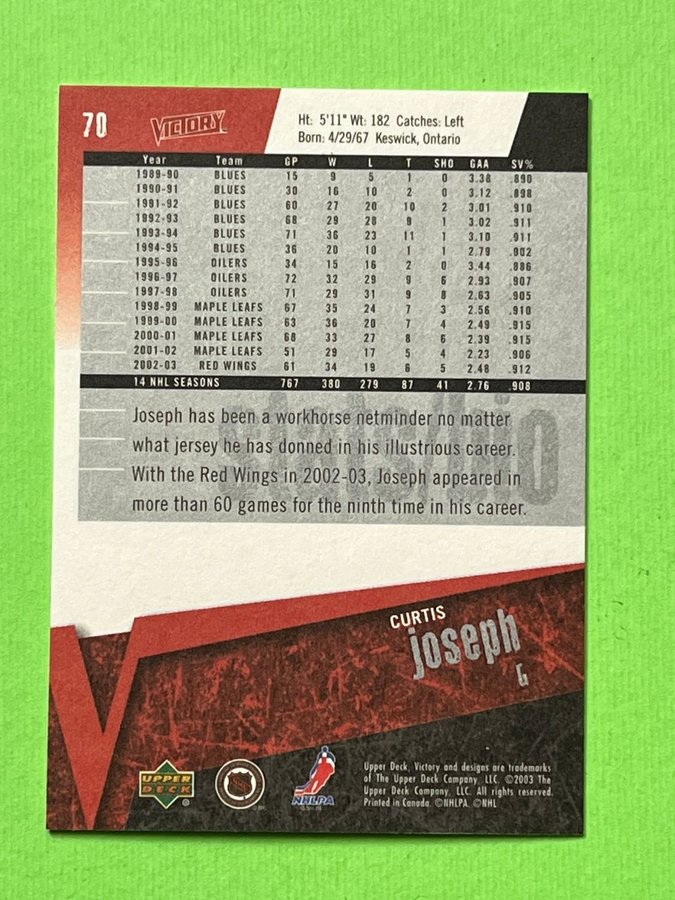 70 VICTORY
Ht: 5'11" Wt: 182 Catches: Left
Born: 4/29/67 Keswick, Ontario
Year Team GP W L T SHO GAA SV%
1989-90 BLUES 15 9 5 1 0 3.38 .890
1990-91 BLUES 30 16 10 2 0 3.12 .898
1991-92 BLUES 60 27 20 10 2 3.01 .910
1992-93 BLUES 68 29 28 9 1 3.02 .911
1993-94 BLUES 71 36 23 11 1 3.10 .911
1994-95 BLUES 36 20 10 1 1 2.79 .902
1995-96 OILERS 34 15 16 2 0 3.44 .886
1996-97 OILERS 72 32 29 9 6 2.93 .907
1997-98 OILERS 71 29 31 9 8 2.63 .905
1998-99 MAPLE LEAFS 67 35 24 7 3 2.56 .910
1999-00 MAPLE LEAFS 63 36 20 7 4 2.49 .915
2000-01 MAPLE LEAFS 68 33 27 8 6 2.39 .915
2001-02 MAPLE LEAFS 51 29 17 5 4 2.23 .906
2002-03 RED WINGS 61 34 19 6 5 2.48 .912
14 NHL SEASONS 767 380 279 87 41 2.76 .908
Joseph has been a workhorse netminder no matter
what jersey he has donned in his illustrious career.
With the Red Wings in 2002-03, Joseph appeared in
more than 60 games for the ninth time in his career.
CURTIS
joseph
G
UPPER
DECK
®
NHLPA
Upper Deck, Victory and designs are trademarks
of The Upper Deck Company, LLC. ©2003 The
Upper Deck Company, LLC. All rights reserved.
Printed in Canada. ©NHLPA. ©NHL